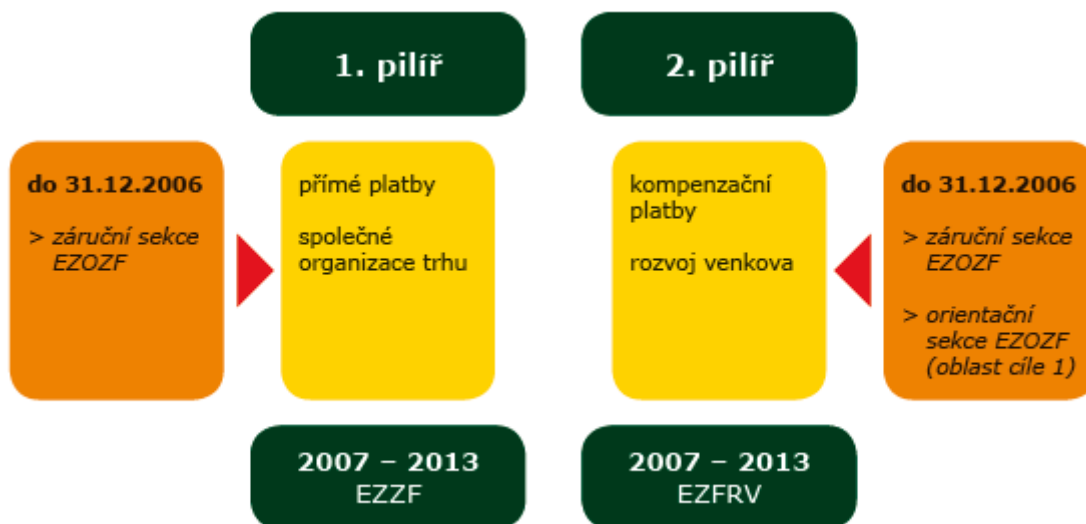 1. pilíř
2. pilíř
do 31.12.2006
> záruční sekce
EZOZF
přímé platby
společné
organizace trhu
kompenzační
platby
rozvoj venkova
do 31.12.2006
> záruční sekce
EZOZF
> orientační
sekce EZOZF
(oblast cíle 1)
2007 – 2013
EZZF
2007 – 2013
EZFRV